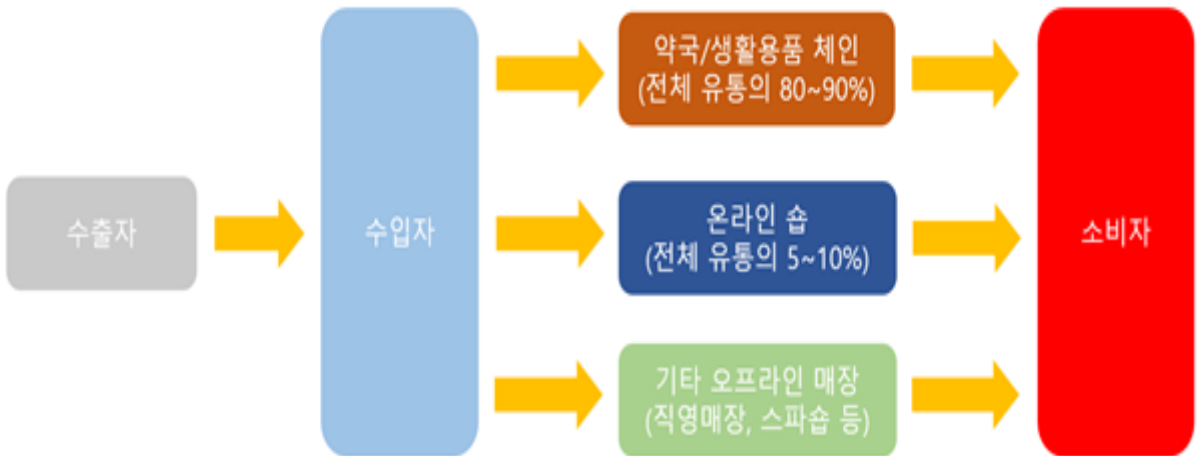 수출자
수입자
약국/생활용품 체인
(전체 유통의 80~90%)
온라인 숍
(전체 유통의 5~10%)
기타 오프라인 매장
(직영매장, 스파숍 등)
소비자